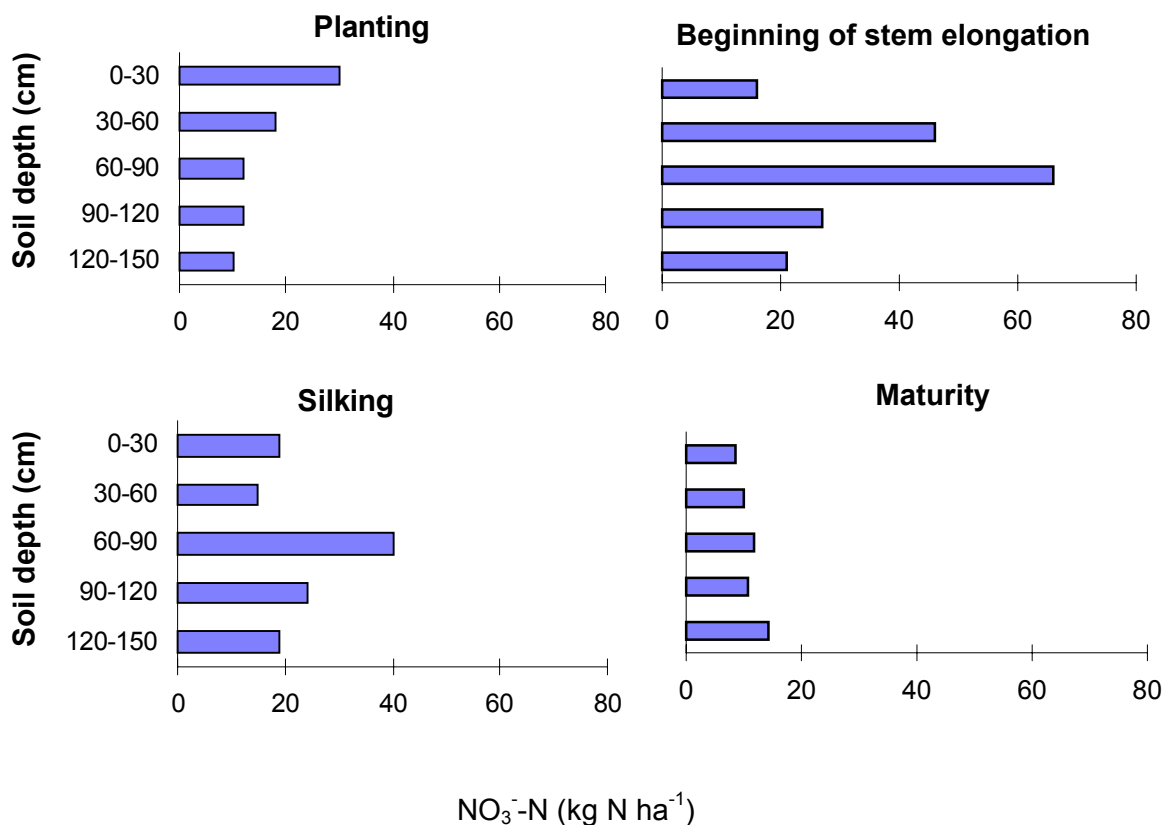 Planting
Soil depth (cm)
0-30
30-60
60-90
90-120
120-150
0 20 40 60 80
Beginning of stem elongation
0 20 40 60 80
Silking
Soil depth (cm)
0-30
30-60
60-90
90-120
120-150
0 20 40 60 80
Maturity
0 20 40 60 80
NO₃⁻-N (kg N ha⁻¹)